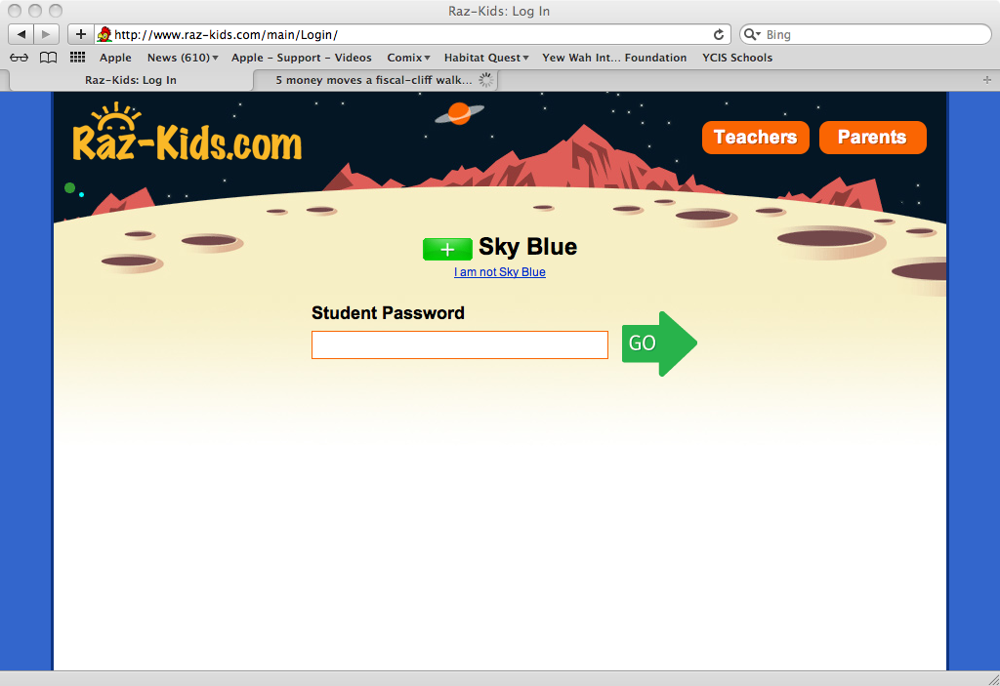 Raz-Kids: Log In
http://www.raz-kids.com/main/Login/
Bing
Apple News (610) Apple - Support - Videos Comix Habitat Quest Yew Wah Int... Foundation YCIS Schools
Raz-Kids: Log In
5 money moves a fiscal-cliff walk...
Raz-Kids.com
Teachers
Parents
Sky Blue
I am not Sky Blue
Student Password
GO